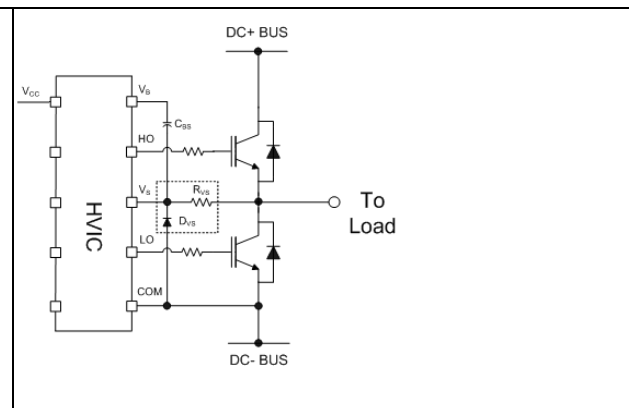 DC+ BUS
VCC
VB
CBS
HO
VS
RVS
To
Load
DVS
HVIC
LO
COM
DC- BUS